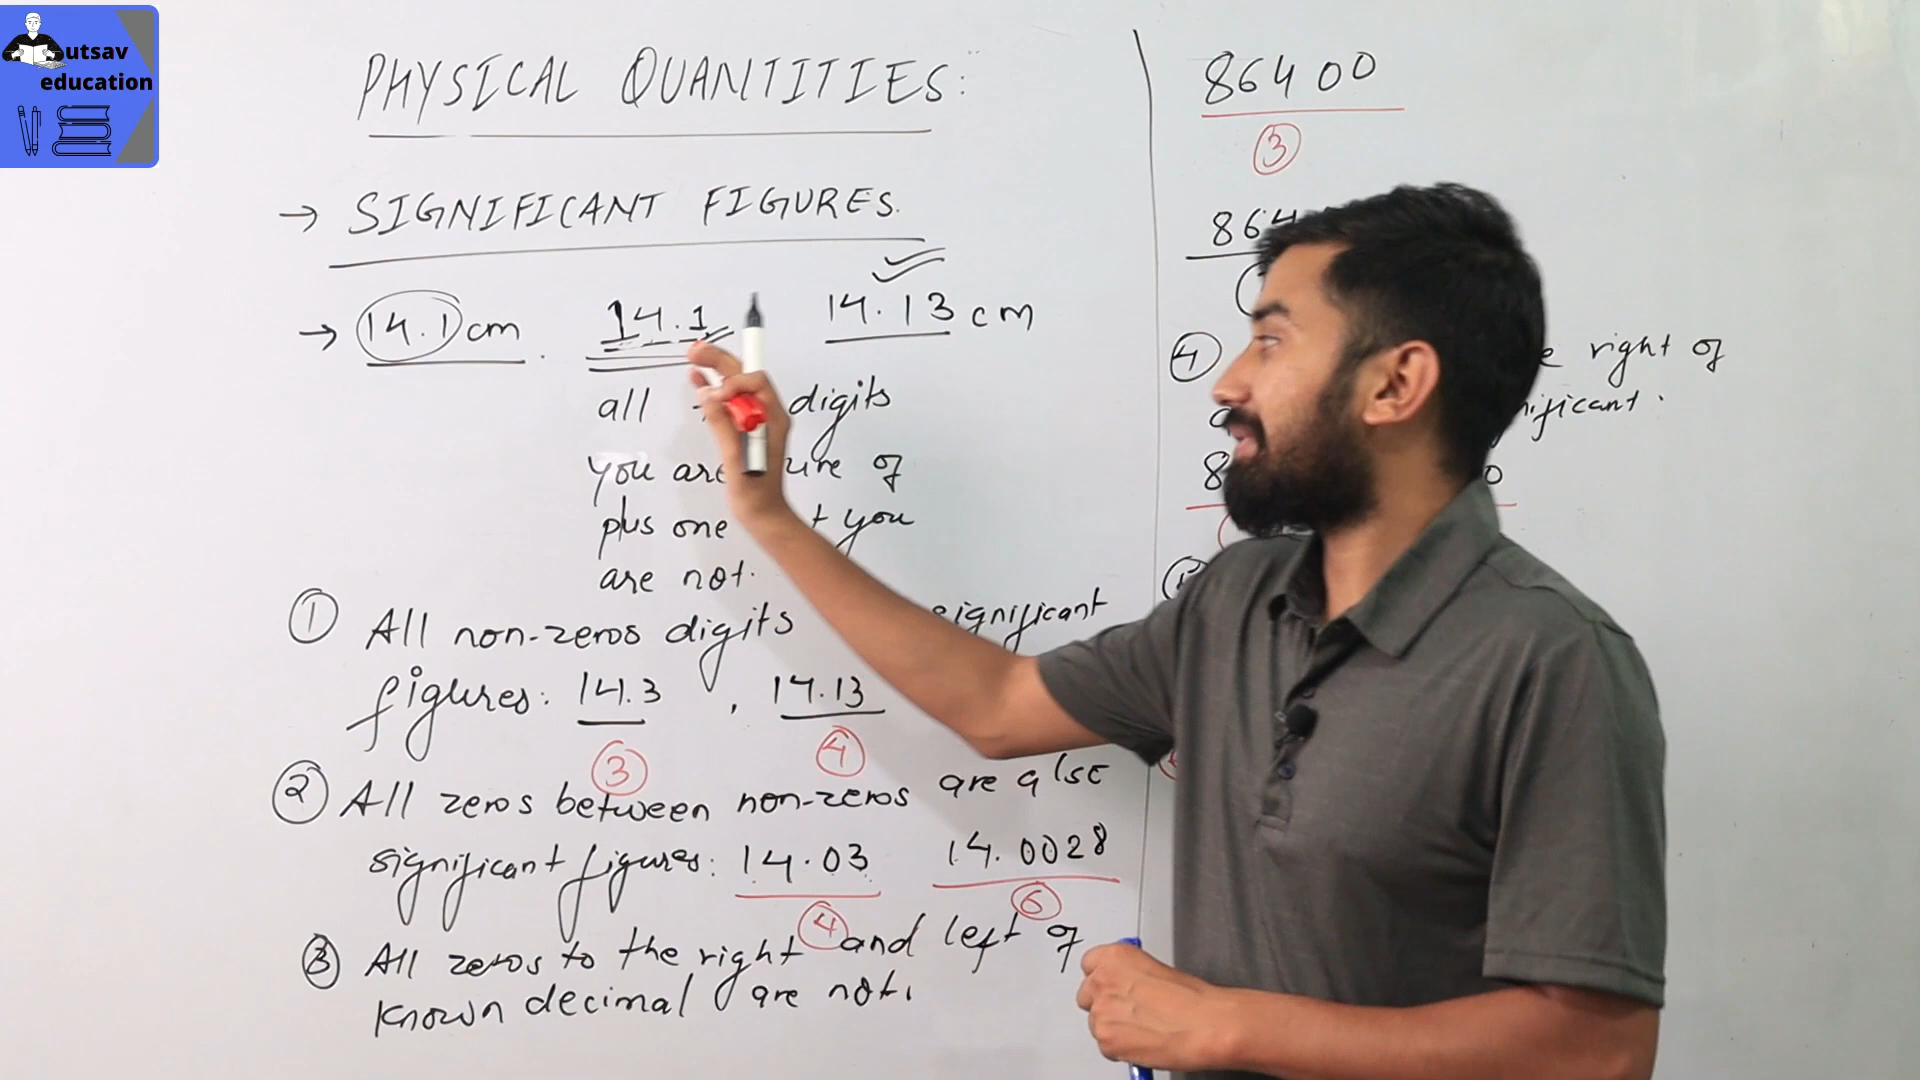 utsav
education
PHYSICAL QUANTITIES:
→ SIGNIFICANT FIGURES.
→ 14.1 cm . 14.1 14.13 cm
all digits
you are of
plus one you
are not.
① All non-zeros digits significant
figures: 14.3 , 14.13
③ ④
② All zeros between non-zeros are also
significant figures: 14.03 14.0028
④ ⑥
③ All zeros to the right and left of
known decimal are not.
86400
③
864
④ right of
8 0